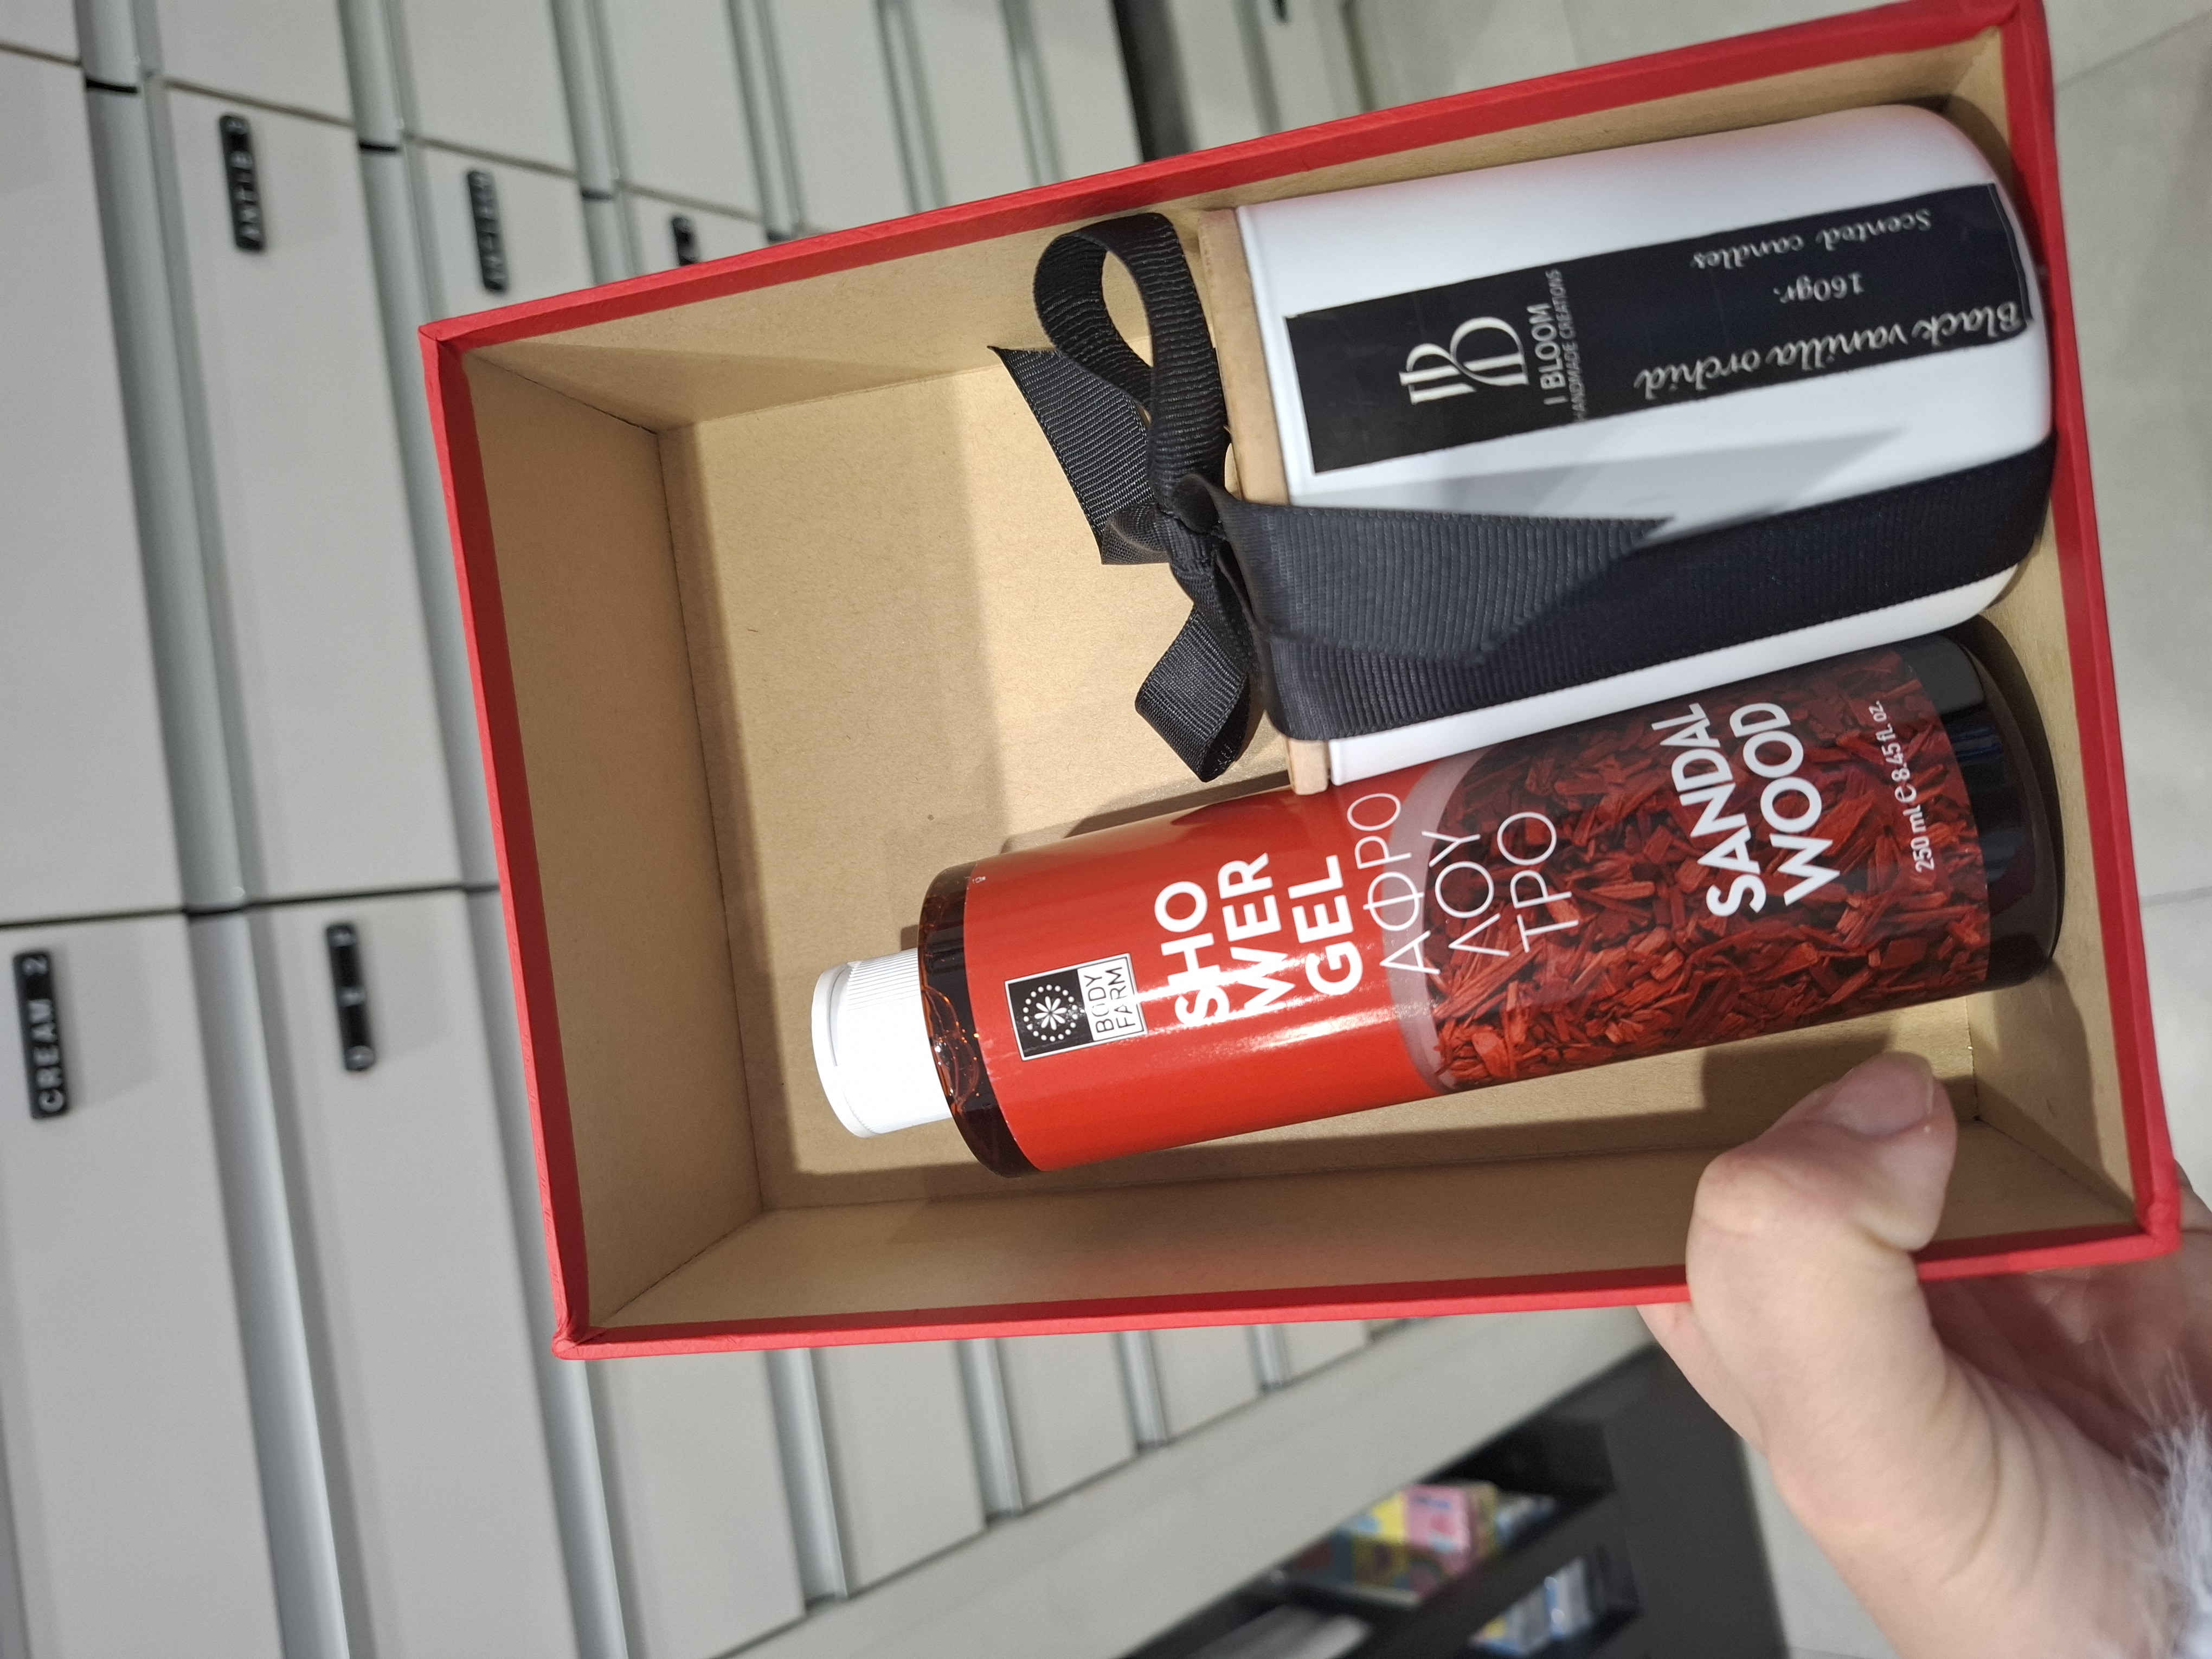 BODY
FARM
SHO
WER
GEL
ΑΦΡΟ
ΛΟΥ
ΤΡΟ
SANDAL
WOOD
250 ml e 8.45 fl. oz.
IB
I BLOOM
HANDMADE CREATIONS
Black vanilla orchid
160gr.
Scented candles
CREAM 2